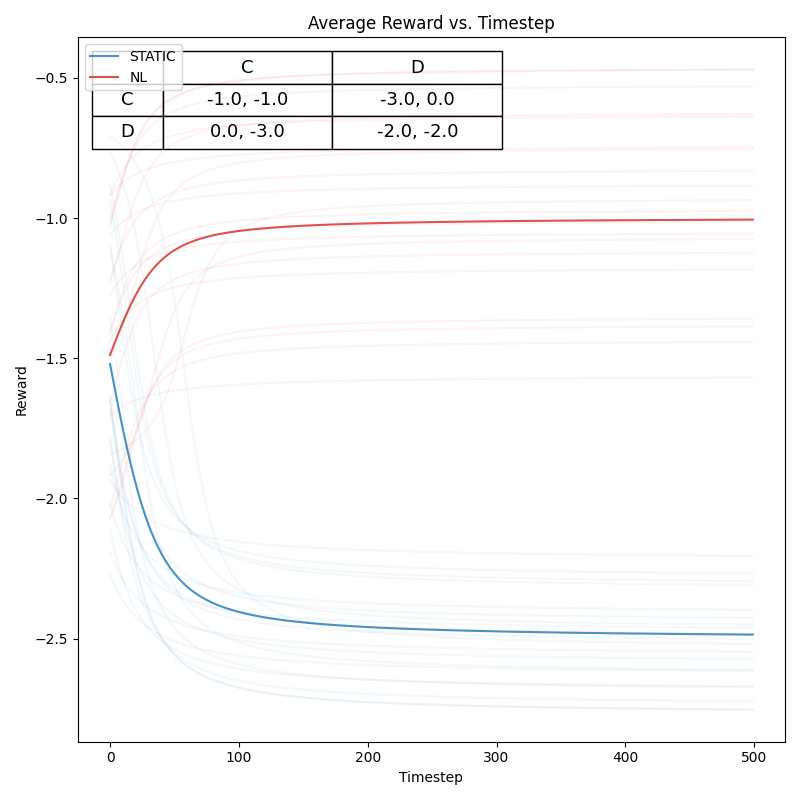 Average Reward vs. Timestep
STATIC
NL
C D
C -1.0, -1.0 -3.0, 0.0
D 0.0, -3.0 -2.0, -2.0
−0.5
−1.0
−1.5
−2.0
−2.5
Reward
0 100 200 300 400 500
Timestep